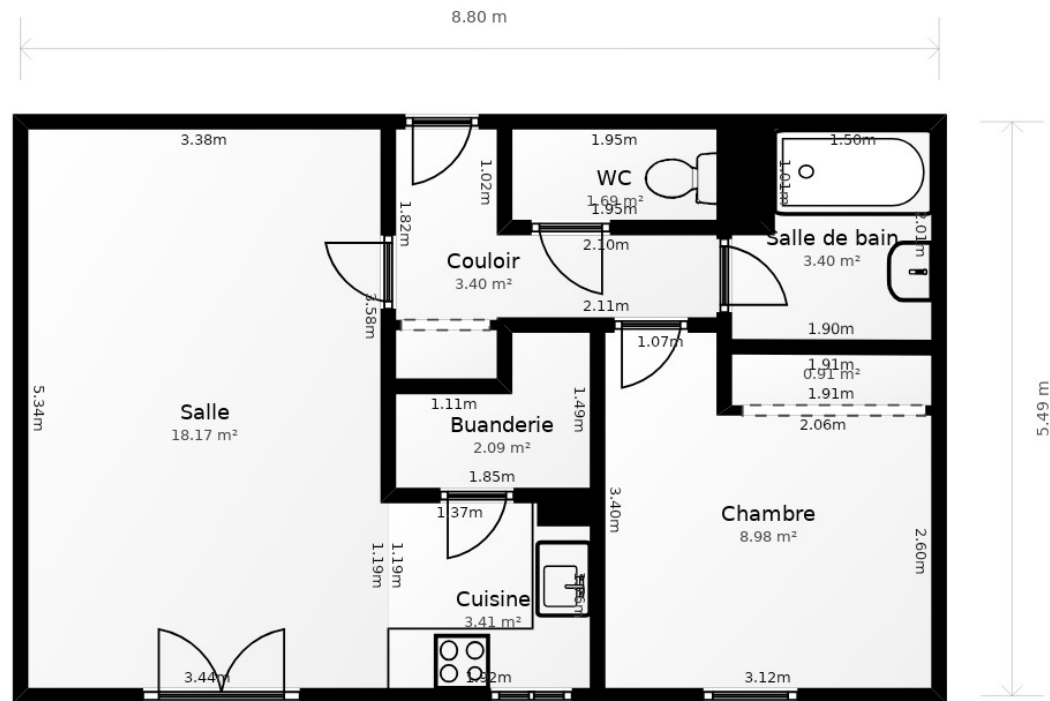 8.80 m
3.38m
1.95m
1.50m
1.02m
1.01m
WC
1.69 m²
1.95m
1.82m
2.01m
Salle de bain
3.40 m²
2.10m
Couloir
3.40 m²
3.58m
2.11m
1.90m
1.07m
1.91m
0.91 m²
1.91m
5.34m
Salle
18.17 m²
1.11m
1.49m
Buanderie
2.09 m²
2.06m
5.49 m
1.85m
1.37m
3.40m
Chambre
8.98 m²
2.60m
1.19m
1.19m
Cuisine
3.41 m²
3.44m
1.92m
3.12m